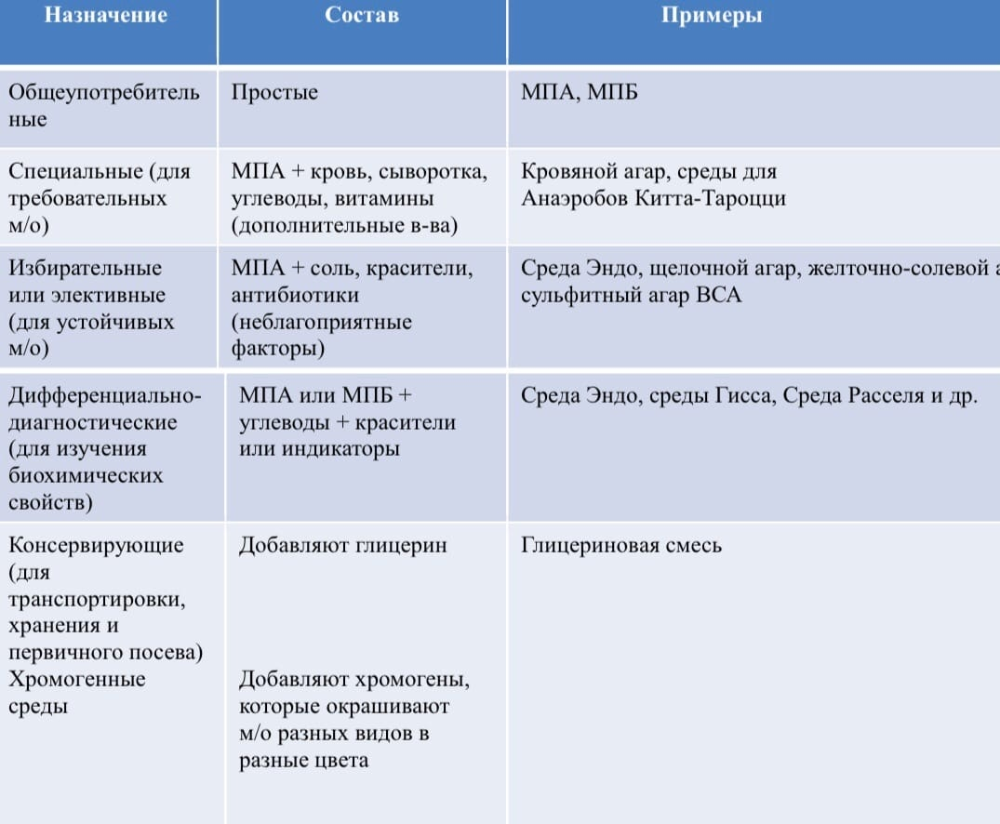 Назначение
Состав
Примеры
Общеупотребитель
ные
Простые
МПА, МПБ
Специальные (для
требовательных
м/о)
МПА + кровь, сыворотка,
углеводы, витамины
(дополнительные в-ва)
Кровяной агар, среды для
Анаэробов Китта-Тароцци
Избирательные
или элективные
(для устойчивых
м/о)
МПА + соль, красители,
антибиотики
(неблагоприятные
факторы)
Среда Эндо, щелочной агар, желточно-солевой
сульфитный агар ВСА
Дифференциально-
диагностические
(для изучения
биохимических
свойств)
МПА или МПБ +
углеводы + красители
или индикаторы
Среда Эндо, среды Гисса, Среда Расселя и др.
Консервирующие
(для
транспортировки,
хранения и
первичного посева)
Добавляют глицерин
Глицериновая смесь
Хромогенные
среды
Добавляют хромогены,
которые окрашивают
м/о разных видов в
разные цвета